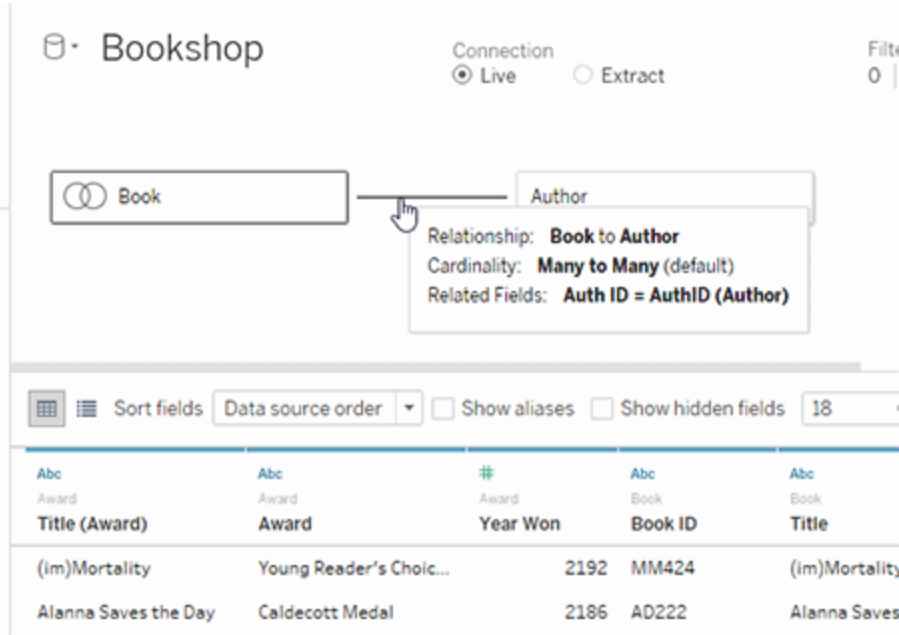 Bookshop
Connection
Live Extract
0
Book
Author
Relationship: Book to Author
Cardinality: Many to Many (default)
Related Fields: Auth ID = AuthID (Author)
Sort fields Data source order Show aliases Show hidden fields 18
Abc Abc # Abc Abc
Award Award Award Book Book
Title (Award) Award Year Won Book ID Title
(im)Mortality Young Reader's Choic... 2192 MM424 (im)Mortality
Alanna Saves the Day Caldecott Medal 2186 AD222 Alanna Saves